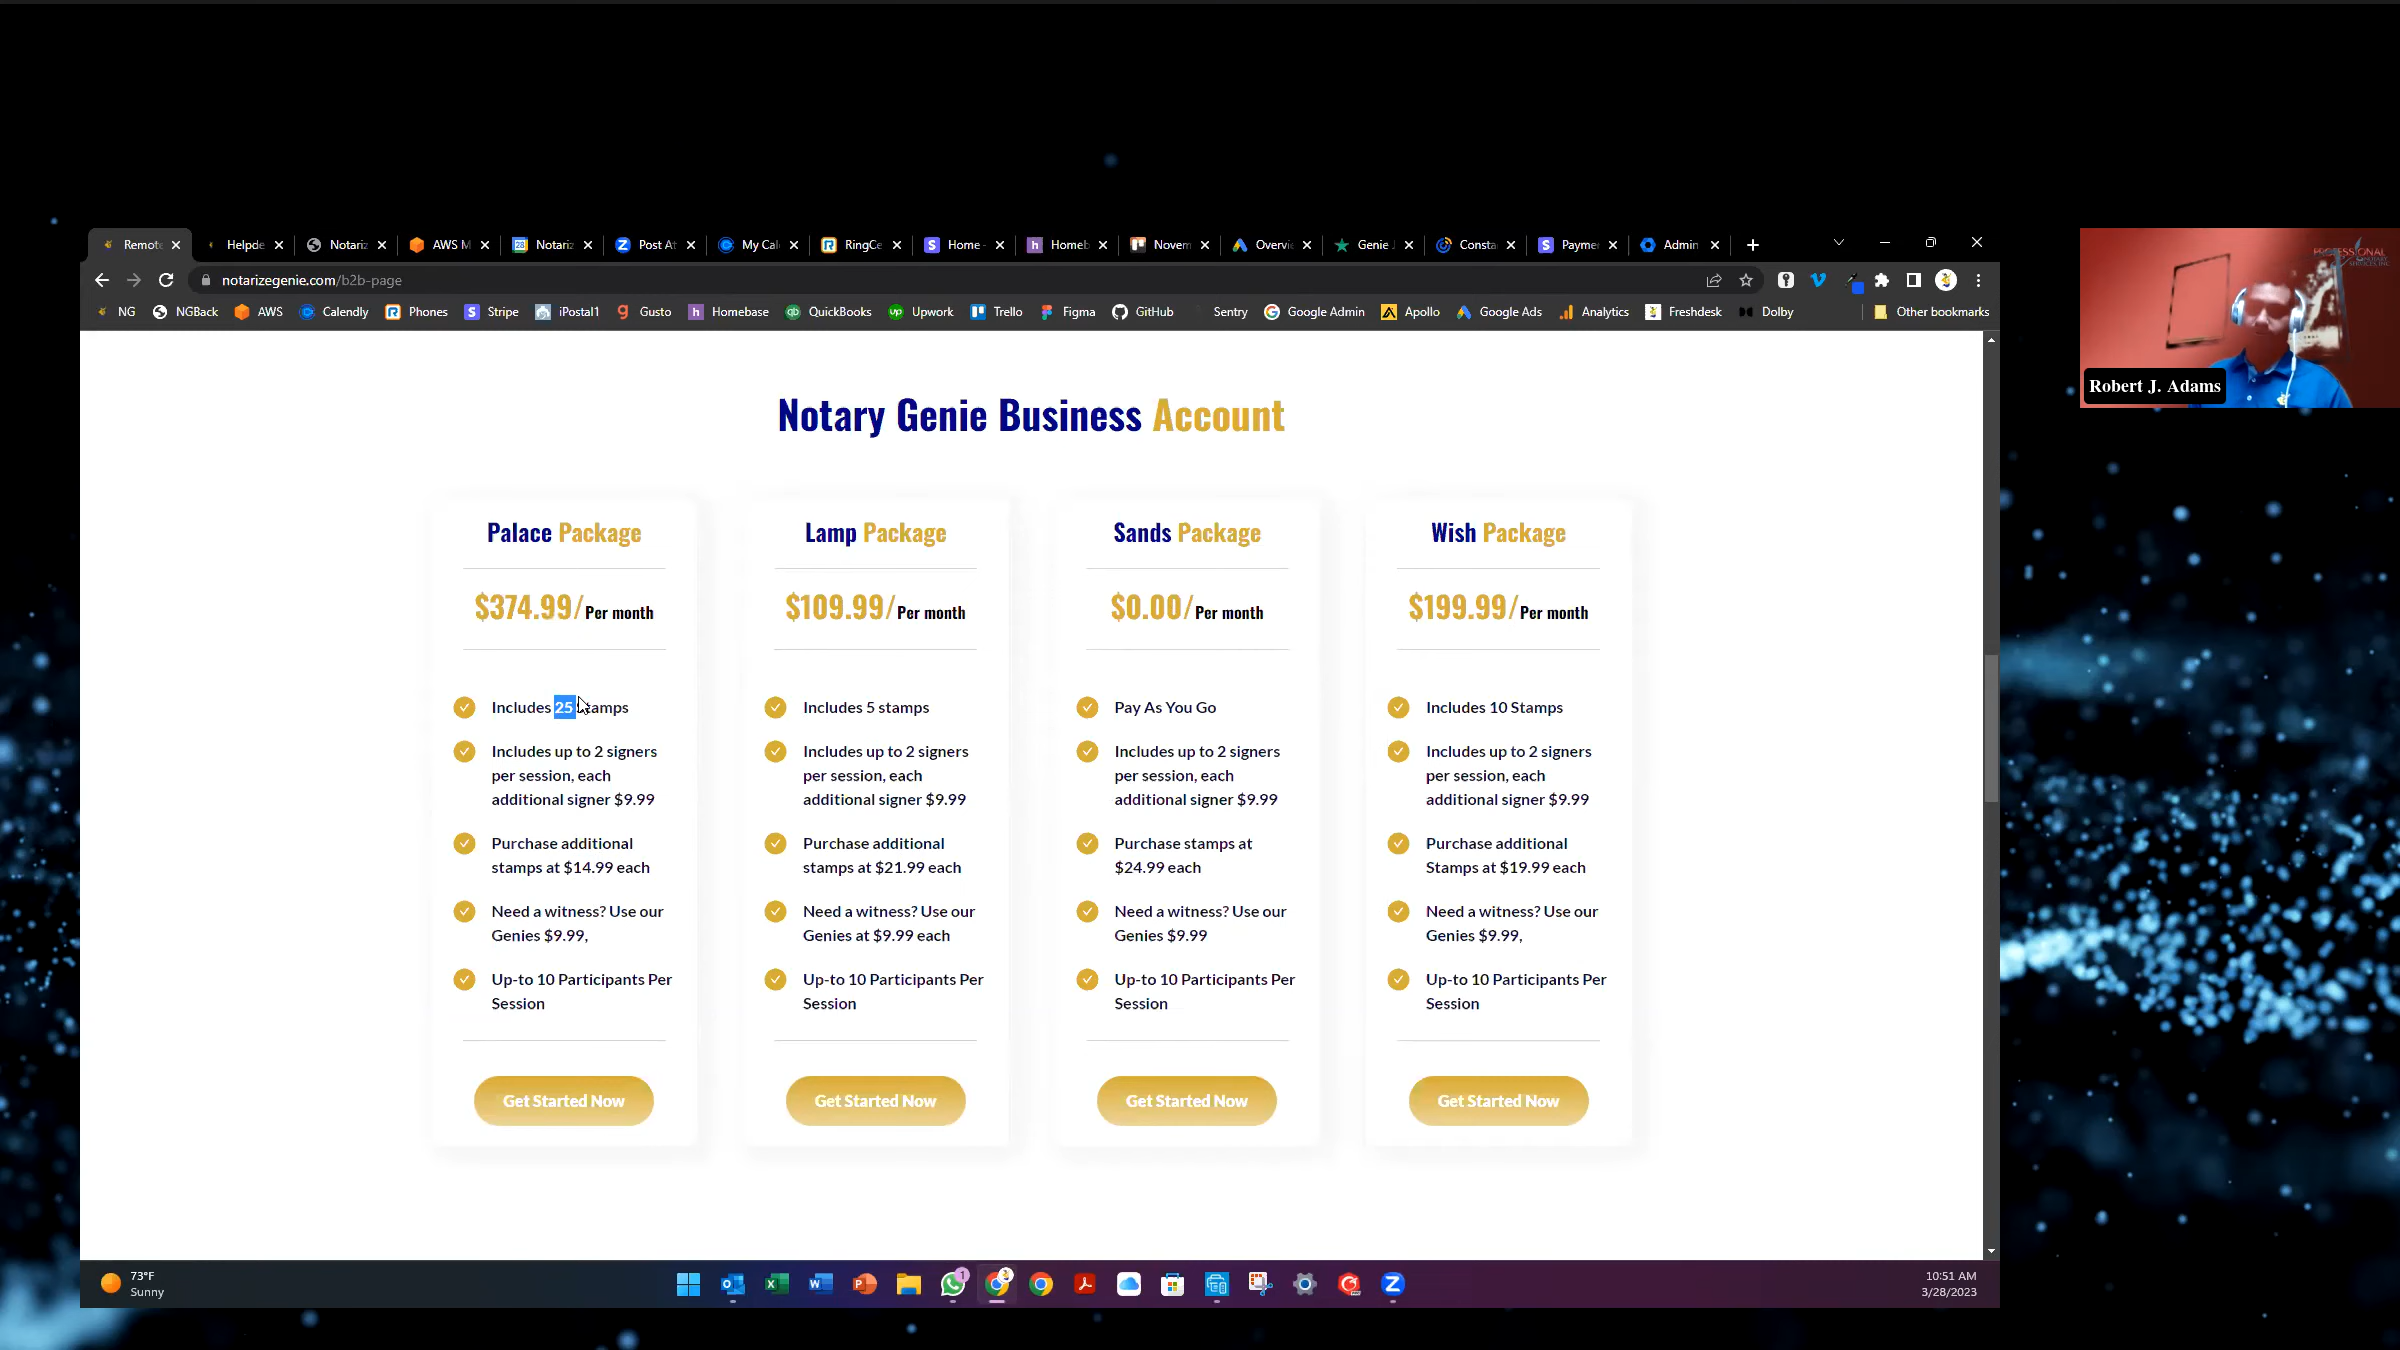 Remote
Helpde
Notariz
AWS M
Notariz
Post At
My Cal
RingCe
Home -
Homeb
Novem
Overvie
Genie J
Consta
Payme
Admin
notarizegenie.com/b2b-page
NG
NGBack
AWS
Calendly
Phones
Stripe
iPostal1
Gusto
Homebase
QuickBooks
Upwork
Trello
Figma
GitHub
Sentry
Google Admin
Apollo
Google Ads
Analytics
Freshdesk
Dolby
Other bookmarks
PROFESSIONAL
Robert J. Adams
Notary Genie Business Account
Palace Package
$374.99/Per month
Includes 25 Stamps
Includes up to 2 signers
per session, each
additional signer $9.99
Purchase additional
stamps at $14.99 each
Need a witness? Use our
Genies $9.99,
Up-to 10 Participants Per
Session
Get Started Now
Lamp Package
$109.99/Per month
Includes 5 stamps
Includes up to 2 signers
per session, each
additional signer $9.99
Purchase additional
stamps at $21.99 each
Need a witness? Use our
Genies at $9.99 each
Up-to 10 Participants Per
Session
Get Started Now
Sands Package
$0.00/Per month
Pay As You Go
Includes up to 2 signers
per session, each
additional signer $9.99
Purchase stamps at
$24.99 each
Need a witness? Use our
Genies $9.99
Up-to 10 Participants Per
Session
Get Started Now
Wish Package
$199.99/Per month
Includes 10 Stamps
Includes up to 2 signers
per session, each
additional signer $9.99
Purchase additional
Stamps at $19.99 each
Need a witness? Use our
Genies $9.99,
Up-to 10 Participants Per
Session
Get Started Now
73°F
Sunny
10:51 AM
3/28/2023